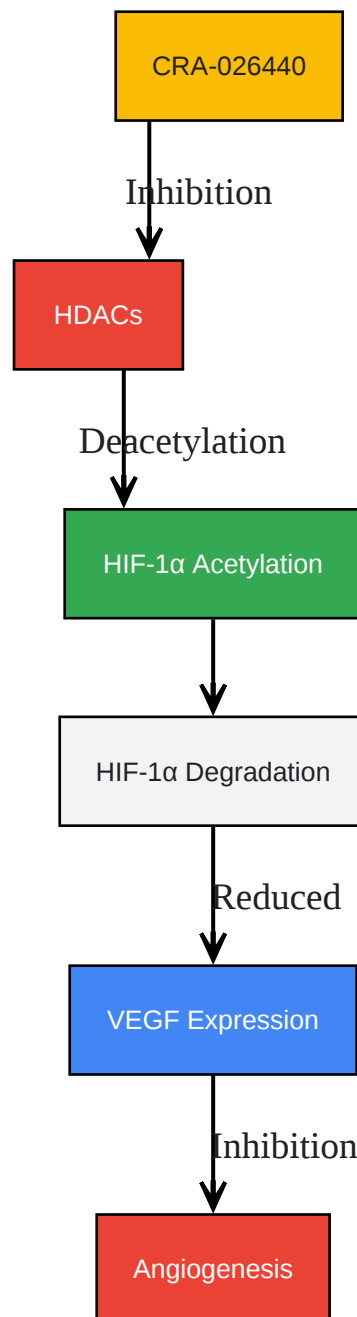 CRA-026440
Inhibition
HDACs
Deacetylation
HIF-1α Acetylation
HIF-1α Degradation
Reduced
VEGF Expression
Inhibition
Angiogenesis